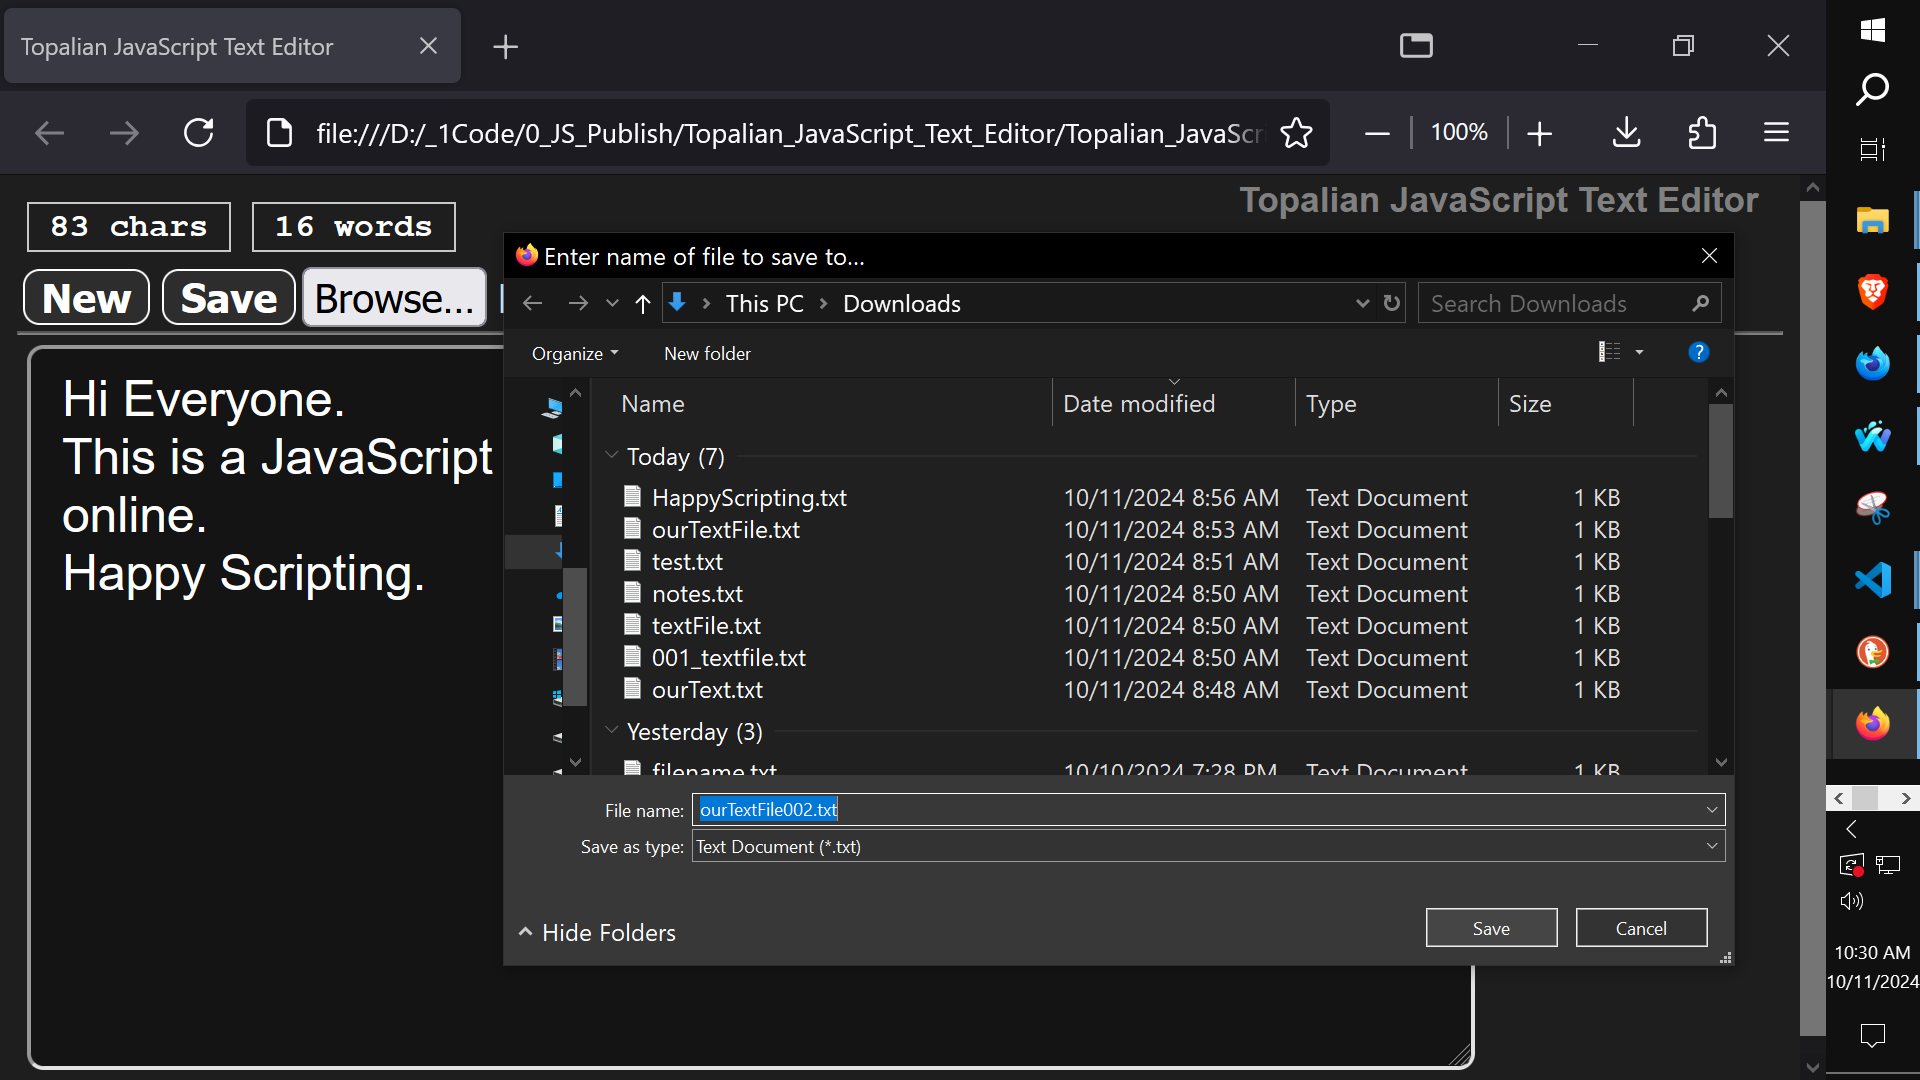 Topalian JavaScript Text Editor
file:///D:/_1Code/0_JS_Publish/Topalian_JavaScript_Text_Editor/Topalian_JavaScri
100%
Topalian JavaScript Text Editor
83 chars
16 words
New
Save
Browse...
Hi Everyone.
This is a JavaScript
online.
Happy Scripting.
Enter name of file to save to...
This PC
Downloads
Search Downloads
Organize
New folder
?
Name Date modified Type Size
Today (7)
HappyScripting.txt 10/11/2024 8:56 AM Text Document 1 KB
ourTextFile.txt 10/11/2024 8:53 AM Text Document 1 KB
test.txt 10/11/2024 8:51 AM Text Document 1 KB
notes.txt 10/11/2024 8:50 AM Text Document 1 KB
textFile.txt 10/11/2024 8:50 AM Text Document 1 KB
001_textfile.txt 10/11/2024 8:50 AM Text Document 1 KB
ourText.txt 10/11/2024 8:48 AM Text Document 1 KB
Yesterday (3)
filename.txt 10/10/2024 7:28 PM Text Document 1 KB
File name: ourTextFile002.txt
Save as type: Text Document (*.txt)
Hide Folders
Save
Cancel
10:30 AM
10/11/2024